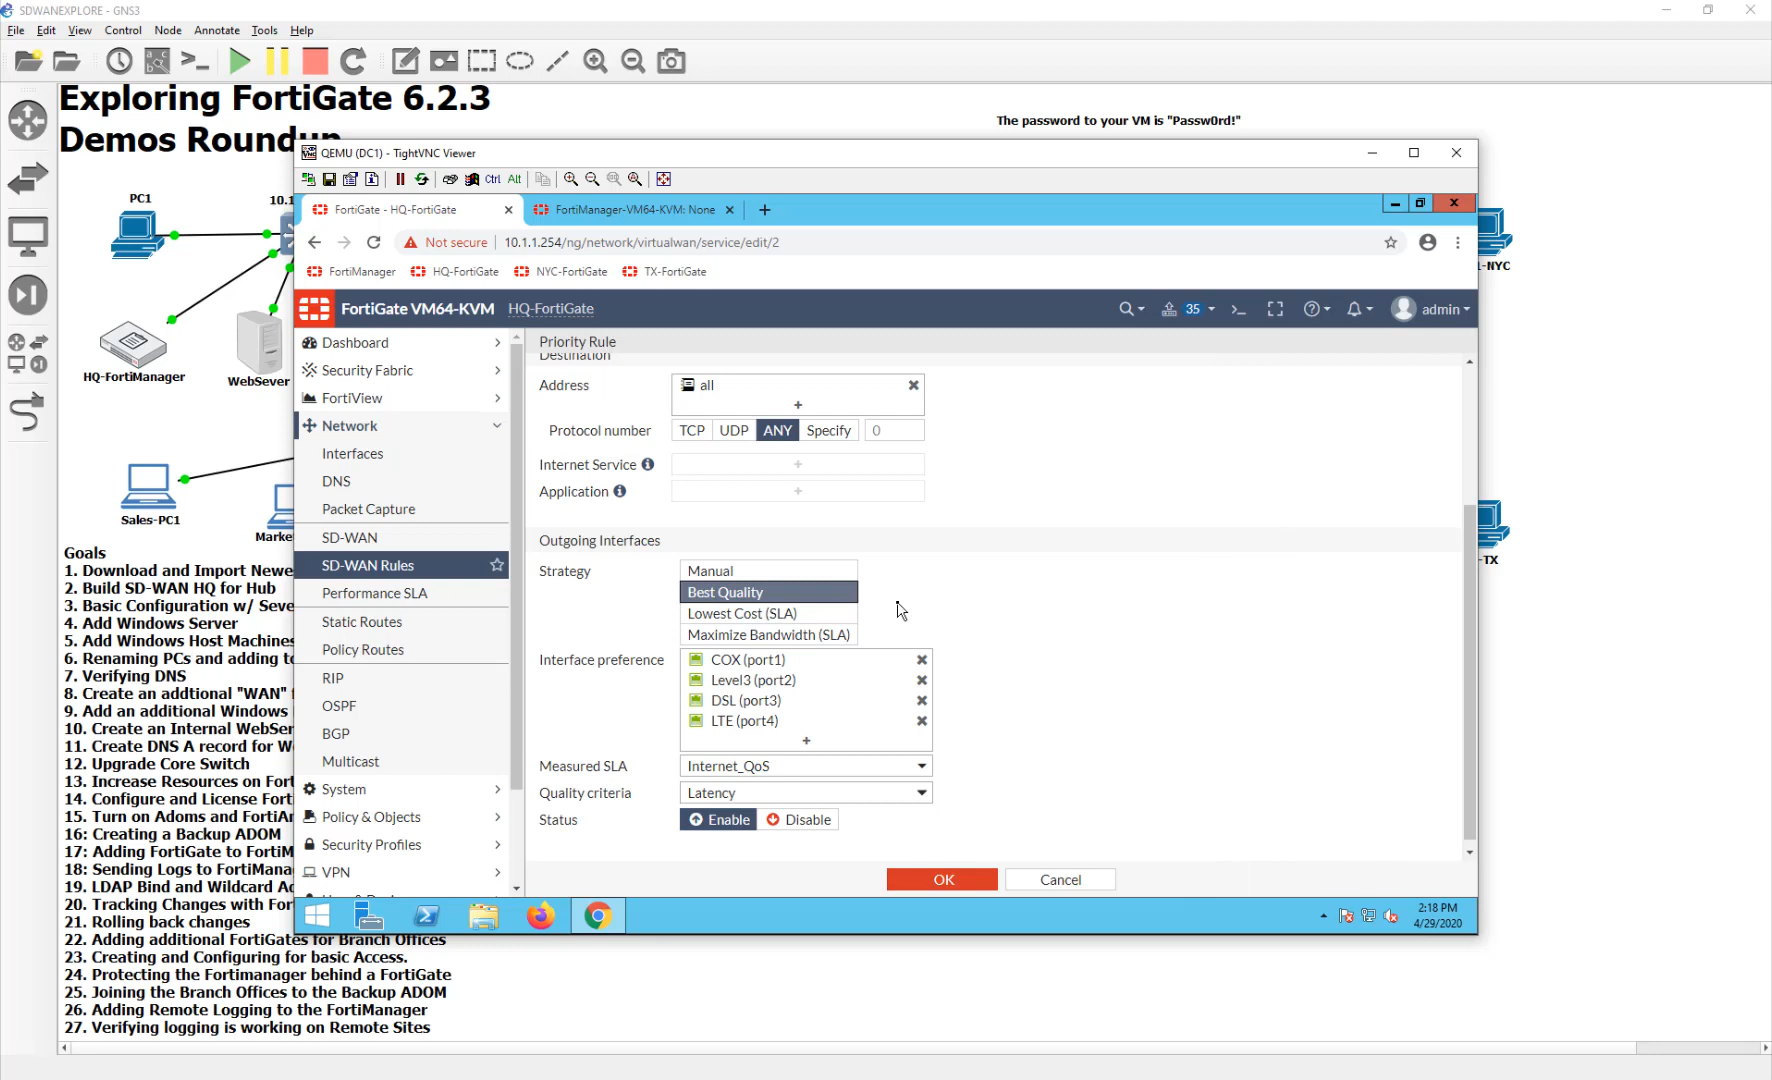 SDWANEXPLORE - GNS3
File Edit View Control Node Annotate Tools Help
Exploring FortiGate 6.2.3
Demos Roundup
The password to your VM is "Passw0rd!"
PC1
10.1
HQ-FortiManager
WebSever
Sales-PC1
Marke
1-NYC
-TX
Goals
1. Download and Import Newe
2. Build SD-WAN HQ for Hub
3. Basic Configuration w/ Seve
4. Add Windows Server
5. Add Windows Host Machines
6. Renaming PCs and adding to
7. Verifying DNS
8. Create an addtional "WAN" f
9. Add an additional Windows
10. Create an Internal WebSer
11. Create DNS A record for W
12. Upgrade Core Switch
13. Increase Resources on Fort
14. Configure and License Fort
15. Turn on Adoms and FortiAr
16: Creating a Backup ADOM
17: Adding FortiGate to FortiM
18: Sending Logs to FortiMana
19. LDAP Bind and Wildcard Ac
20. Tracking Changes with For
21. Rolling back changes
22. Adding additional FortiGates for Branch Offices
23. Creating and Configuring for basic Access.
24. Protecting the Fortimanager behind a FortiGate
25. Joining the Branch Offices to the Backup ADOM
26. Adding Remote Logging to the FortiManager
27. Verifying logging is working on Remote Sites
QEMU (DC1) - TightVNC Viewer
Ctrl Alt
FortiGate - HQ-FortiGate
FortiManager-VM64-KVM: None
Not secure 10.1.1.254/ng/network/virtualwan/service/edit/2
FortiManager HQ-FortiGate NYC-FortiGate TX-FortiGate
FortiGate VM64-KVM HQ-FortiGate
35
admin
Dashboard
Security Fabric
FortiView
Network
Interfaces
DNS
Packet Capture
SD-WAN
SD-WAN Rules
Performance SLA
Static Routes
Policy Routes
RIP
OSPF
BGP
Multicast
System
Policy & Objects
Security Profiles
VPN
Priority Rule
Destination
Address all
Protocol number TCP UDP ANY Specify 0
Internet Service
Application
Outgoing Interfaces
Strategy Manual
Best Quality
Lowest Cost (SLA)
Maximize Bandwidth (SLA)
Interface preference COX (port1)
Level3 (port2)
DSL (port3)
LTE (port4)
Measured SLA Internet_QoS
Quality criteria Latency
Status Enable Disable
OK Cancel
2:18 PM
4/29/2020